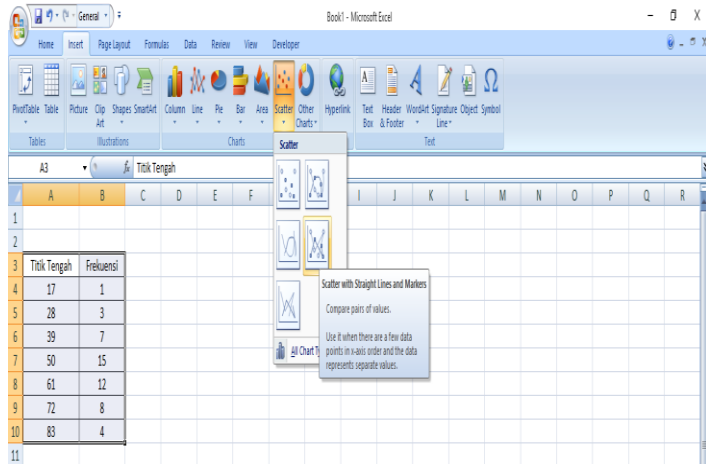 General
Book1 - Microsoft Excel
Home Insert Page Layout Formulas Data Review View Developer
PivotTable Table Picture Clip Art Shapes SmartArt Column Line Pie Bar Area Scatter Other Charts Hyperlink Text Box Header & Footer WordArt Signature Line Object Symbol
Tables Illustrations Charts Text
A3 fx Titik Tengah
Scatter
A B C D E F I J K L M N O P Q R
1
2
3 Titik Tengah Frekuensi
4 17 1
5 28 3
6 39 7
7 50 15
8 61 12
9 72 8
10 83 4
11
Scatter with Straight Lines and Markers
Compare pairs of values.
Use it when there are a few data
points in x-axis order and the data
represents separate values.
All Chart Ty